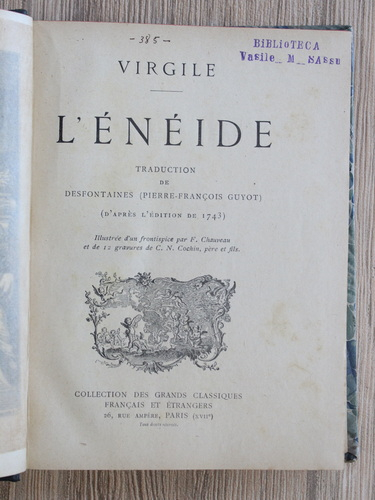 - 385 -
BIBLIOTECA
Vasile M. SASSU
VIRGILE
L'ÉNÉIDE
TRADUCTION
DE
DESFONTAINES (PIERRE-FRANÇOIS GUYOT)
(D'APRÈS L'ÉDITION DE 1743)
Illustrée d'un frontispice par F. Chauveau
et de 12 gravures de C. N. Cochin, père et fils.
COLLECTION DES GRANDS CLASSIQUES
FRANÇAIS ET ÉTRANGERS
26, RUE AMPÈRE, PARIS (XVIIᵉ)